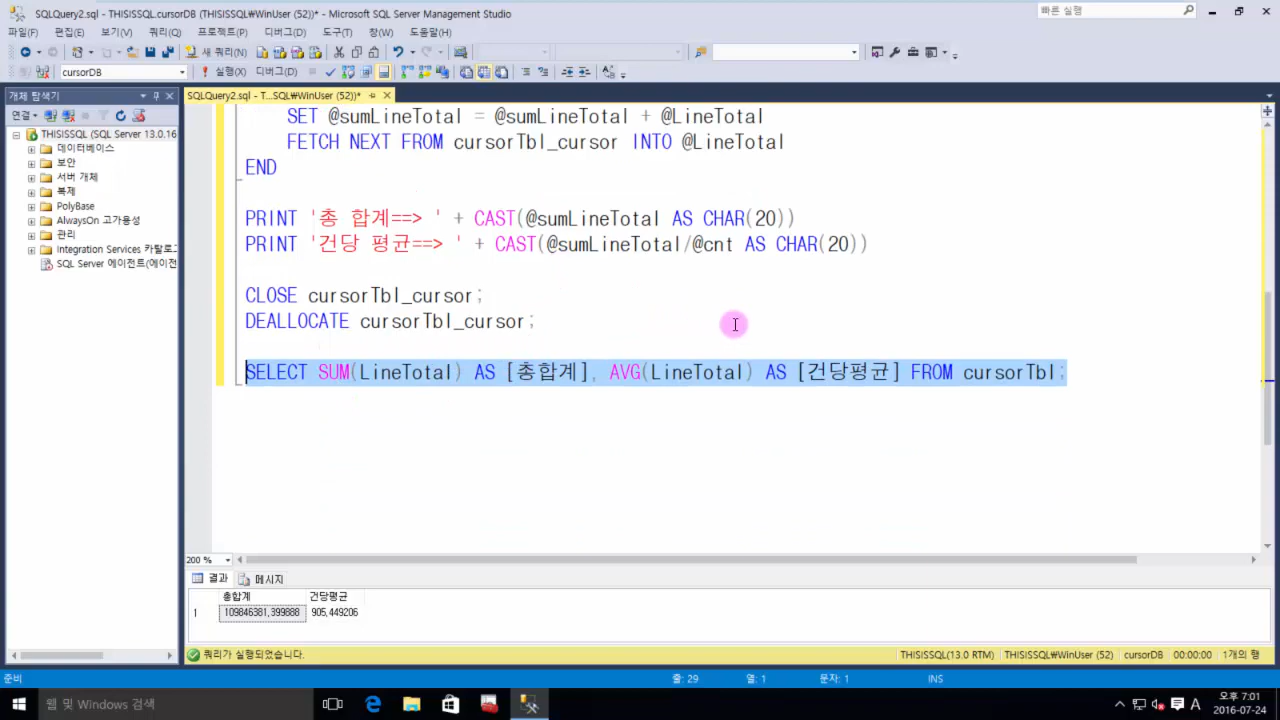 SQLQuery2.sql - THISISSQL.cursorDB (THISISSQL₩WinUser (52))* - Microsoft SQL Server Management Studio
빠른 실행
파일(F) 편집(E) 보기(V) 쿼리(Q) 프로젝트(P) 디버그(D) 도구(T) 창(W) 도움말(H)
새 쿼리(N)
cursorDB
실행(X) 디버그(D)
개체 탐색기
SQLQuery2.sql - T...SQL₩WinUser (52))*
연결
THISISSQL (SQL Server 13.0.16
데이터베이스
보안
서버 개체
복제
PolyBase
AlwaysOn 고가용성
관리
Integration Services 카탈로그
SQL Server 에이전트(에이전
SET @sumLineTotal = @sumLineTotal + @LineTotal
FETCH NEXT FROM cursorTbl_cursor INTO @LineTotal
END
PRINT '총 합계==> ' + CAST(@sumLineTotal AS CHAR(20))
PRINT '건당 평균==> ' + CAST(@sumLineTotal/@cnt AS CHAR(20))
CLOSE cursorTbl_cursor;
DEALLOCATE cursorTbl_cursor;
SELECT SUM(LineTotal) AS [총합계], AVG(LineTotal) AS [건당평균] FROM cursorTbl;
200 %
결과 메시지
총합계 건당평균
1 109846381,399888 905,449206
쿼리가 실행되었습니다.
THISISSQL(13.0 RTM) THISISSQL₩WinUser (52) cursorDB 00:00:00 1개의 행
준비
줄: 29 열: 1 문자: 1 INS
웹 및 Windows 검색
A
오후 7:01
2016-07-24